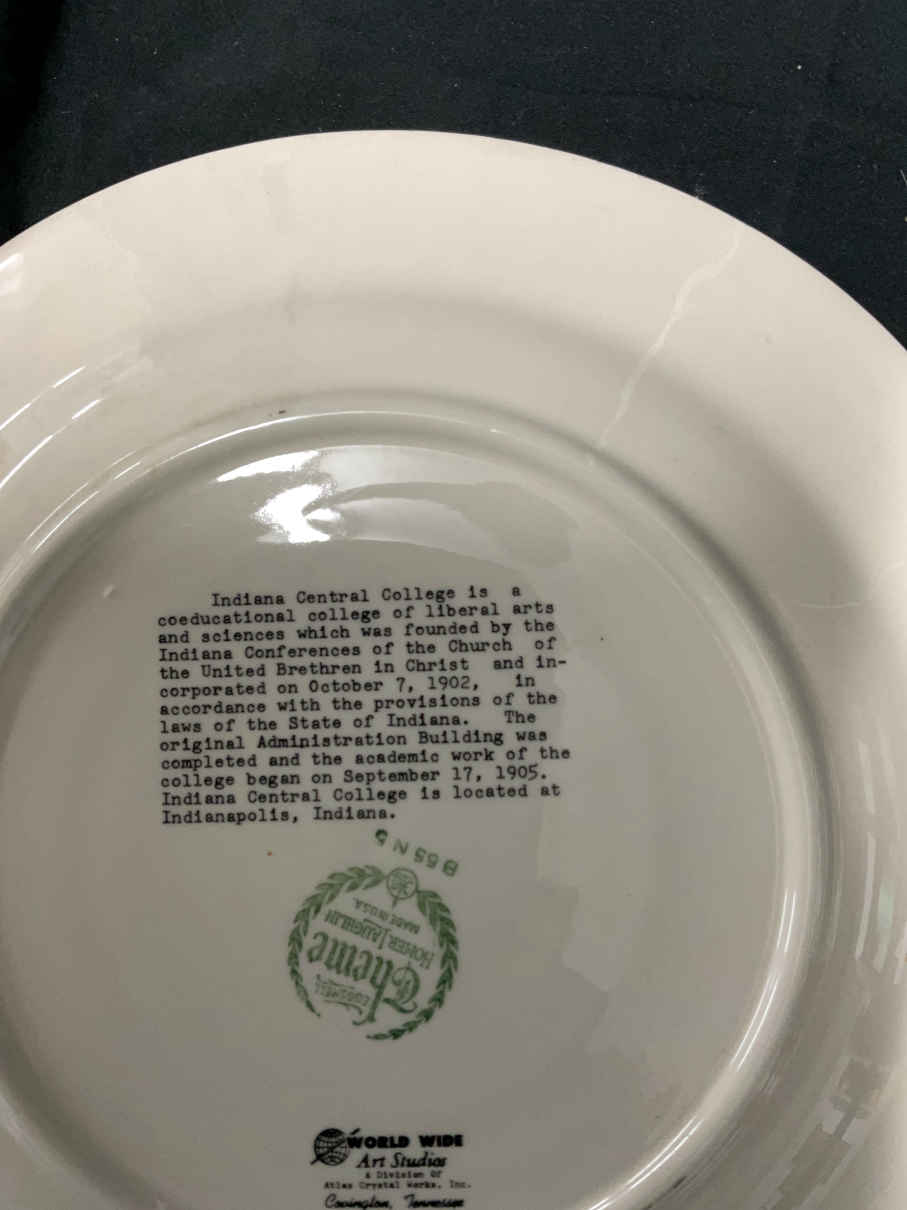 Indiana Central College is a
coeducational college of liberal arts
and sciences which was founded by the
Indiana Conferences of the Church of
the United Brethren in Christ and in-
corporated on October 7, 1902, in
accordance with the provisions of the
laws of the State of Indiana. The
original Administration Building was
completed and the academic work of the
college began on September 17, 1905.
Indiana Central College is located at
Indianapolis, Indiana.
B 55 N 5
MADE IN U.S.A.
HOMER LAUGHLIN
Theme
EGGSHELL
WORLD WIDE
Art Studios
a Division Of
Atlas Crystal Works, Inc.
Covington, Tennessee